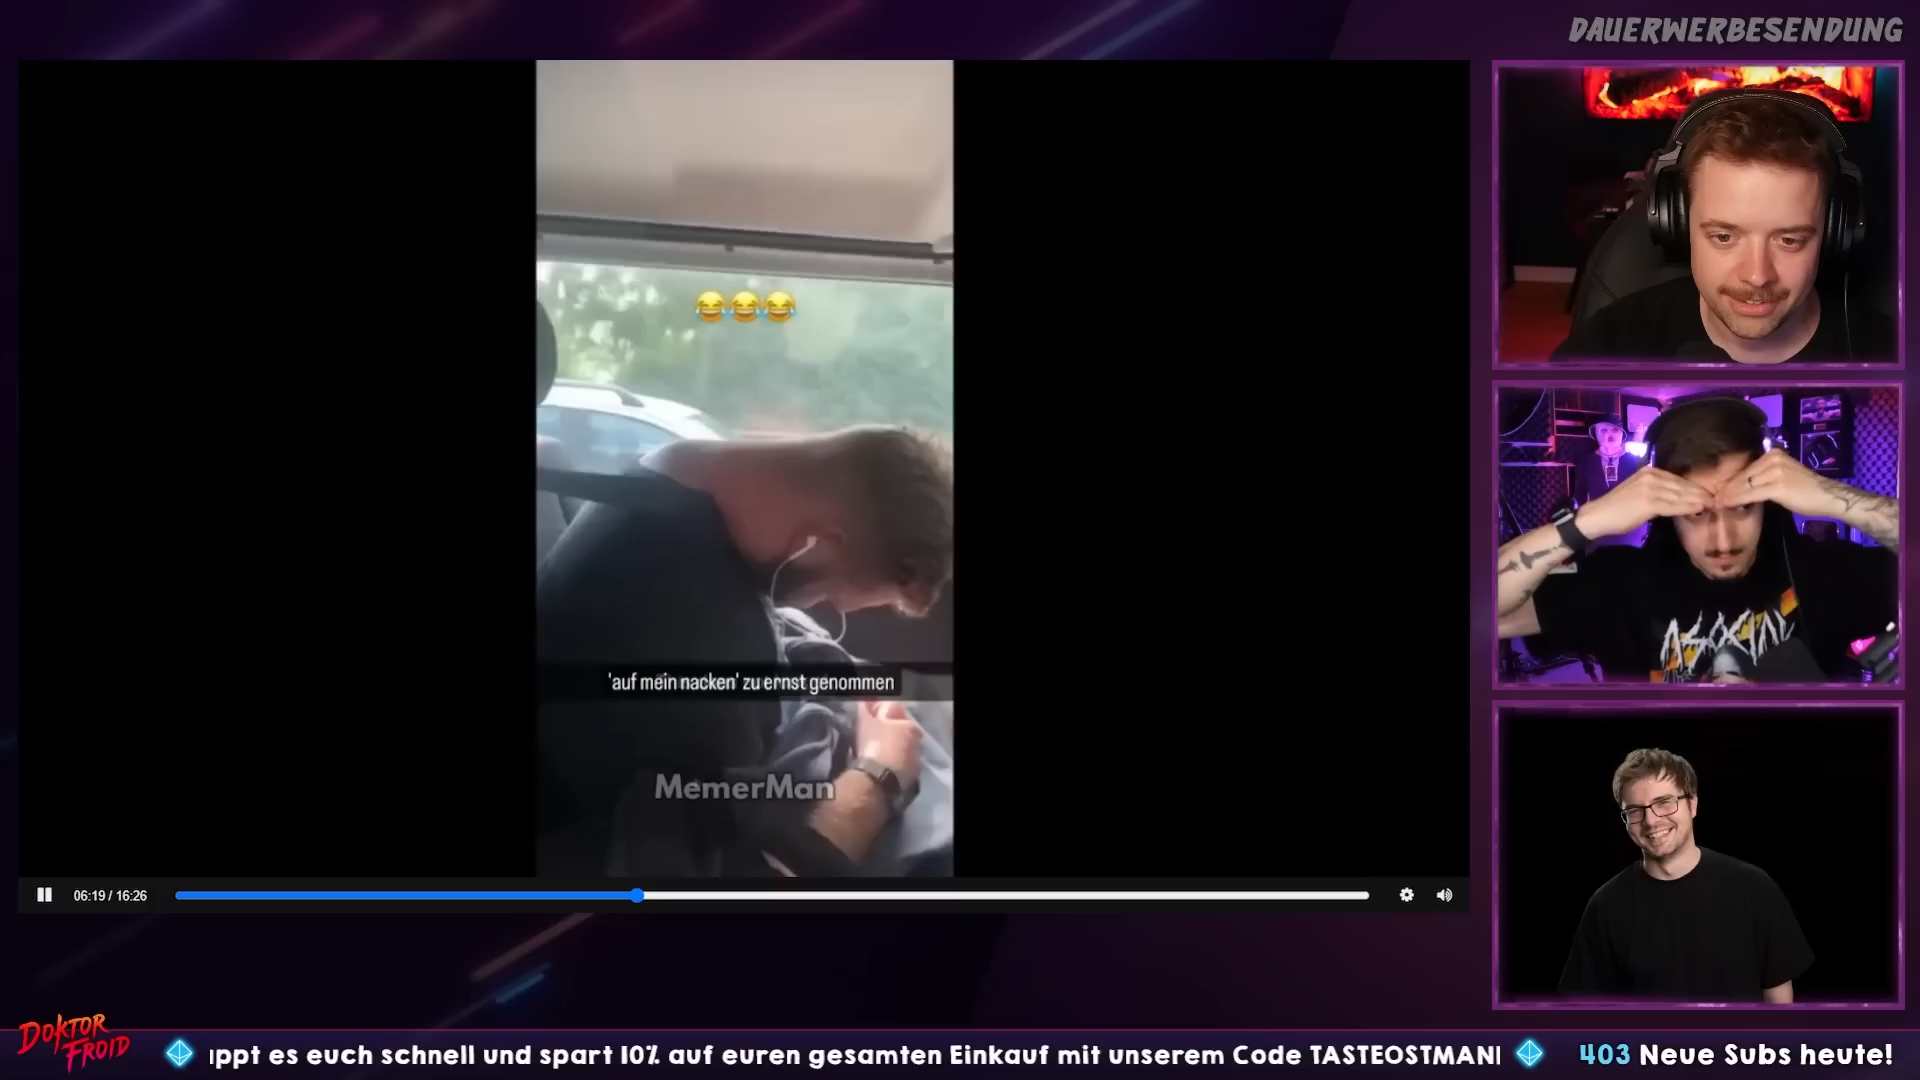 DAUERWERBESENDUNG
'auf mein nacken' zu ernst genommen
MemerMan
06:19 / 16:26
DOKTOR
FROID
ppt es euch schnell und spart 10% auf euren gesamten Einkauf mit unserem Code TASTEOSTMAN
403 Neue Subs heute!